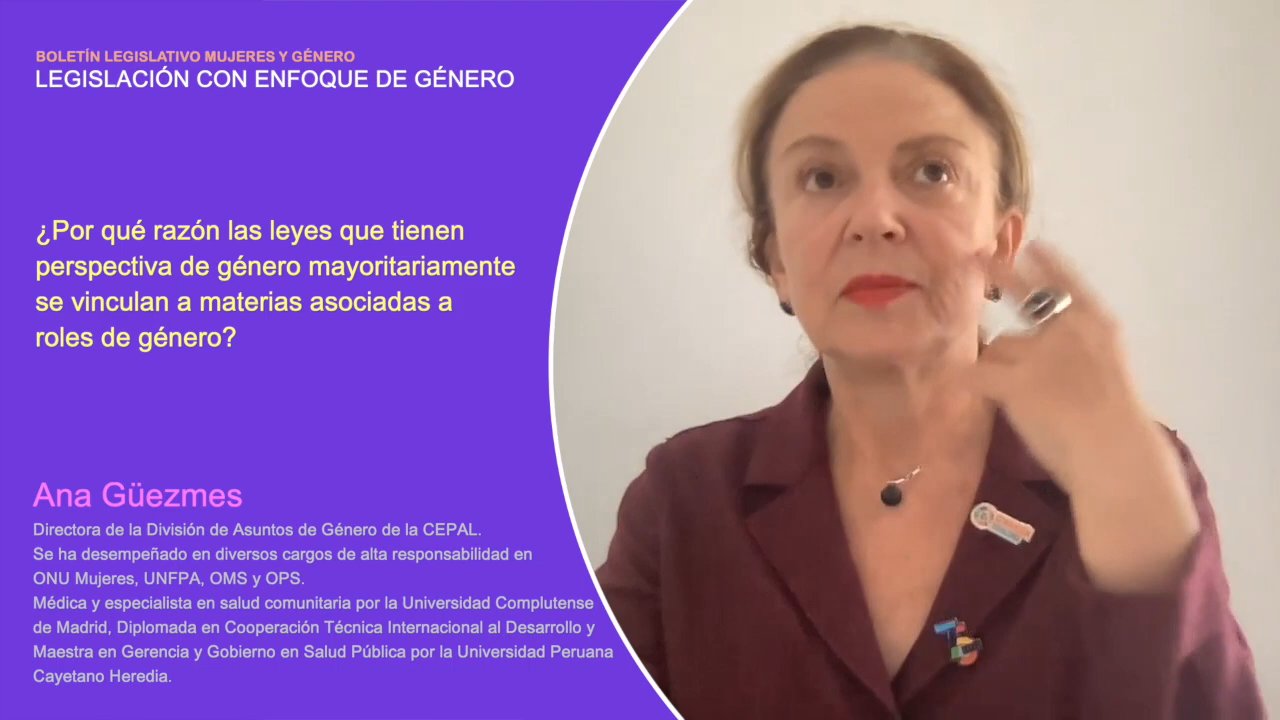 BOLETÍN LEGISLATIVO MUJERES Y GÉNERO
LEGISLACIÓN CON ENFOQUE DE GÉNERO
¿Por qué razón las leyes que tienen
perspectiva de género mayoritariamente
se vinculan a materias asociadas a
roles de género?
Ana Güezmes
Directora de la División de Asuntos de Género de la CEPAL.
Se ha desempeñado en diversos cargos de alta responsabilidad en
ONU Mujeres, UNFPA, OMS y OPS.
Médica y especialista en salud comunitaria por la Universidad Complutense
de Madrid, Diplomada en Cooperación Técnica Internacional al Desarrollo y
Maestra en Gerencia y Gobierno en Salud Pública por la Universidad Peruana
Cayetano Heredia.